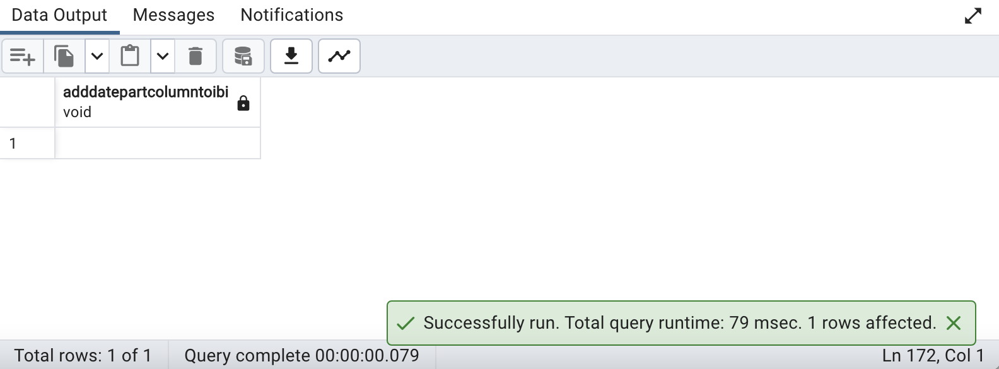 Data Output Messages Notifications
adddatepartcolumntoibi
void
1
Successfully run. Total query runtime: 79 msec. 1 rows affected.
Total rows: 1 of 1 Query complete 00:00:00.079 Ln 172, Col 1